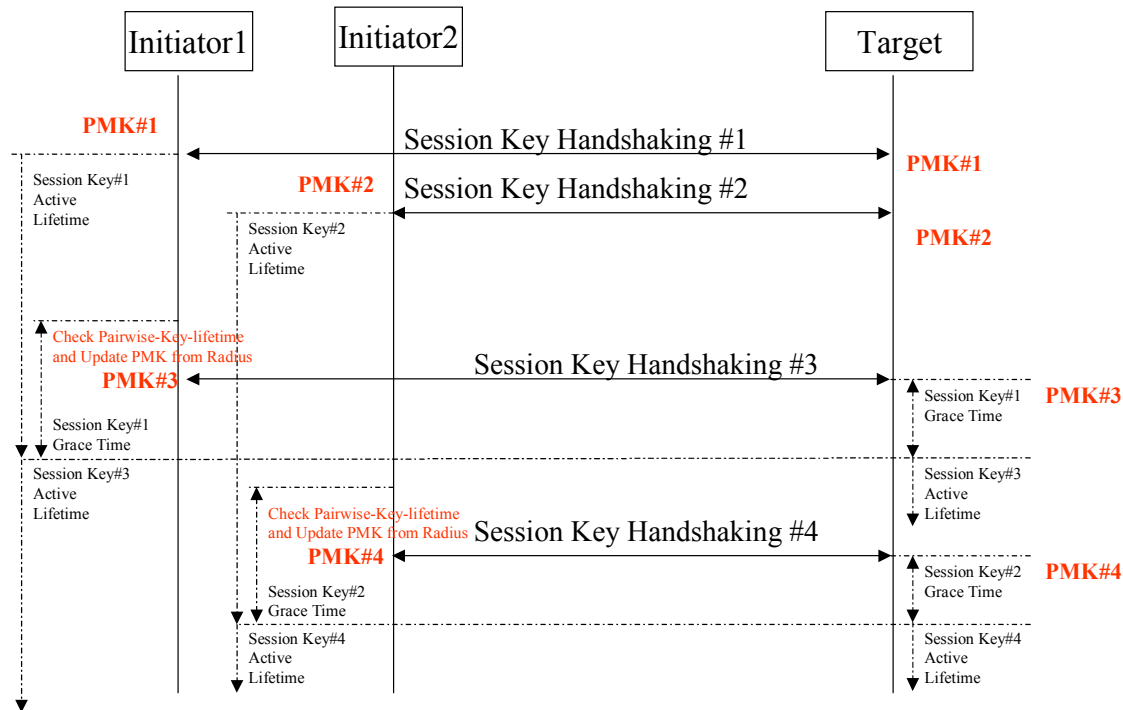 Initiator1
Initiator2
Target
PMK#1
Session Key Handshaking #1
PMK#1
Session Key#1
Active
Lifetime
PMK#2
Session Key Handshaking #2
PMK#2
Session Key#2
Active
Lifetime
Check Pairwise-Key-lifetime
and Update PMK from Radius
PMK#3
Session Key Handshaking #3
PMK#3
Session Key#1
Grace Time
Session Key#1
Grace Time
Session Key#3
Active
Lifetime
Session Key#3
Active
Lifetime
Check Pairwise-Key-lifetime
and Update PMK from Radius
PMK#4
Session Key Handshaking #4
PMK#4
Session Key#2
Grace Time
Session Key#2
Grace Time
Session Key#4
Active
Lifetime
Session Key#4
Active
Lifetime